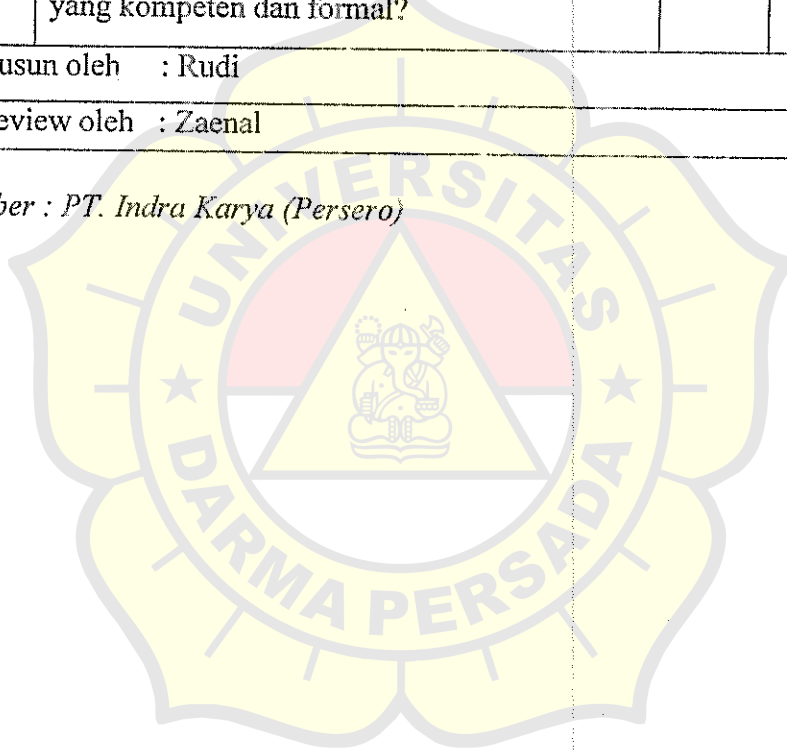 yang kompeten dan formal?
usun oleh : Rudi
eview oleh : Zaenal
ber : PT. Indra Karya (Persero)
UNIVERSITAS
DARMA PERSADA